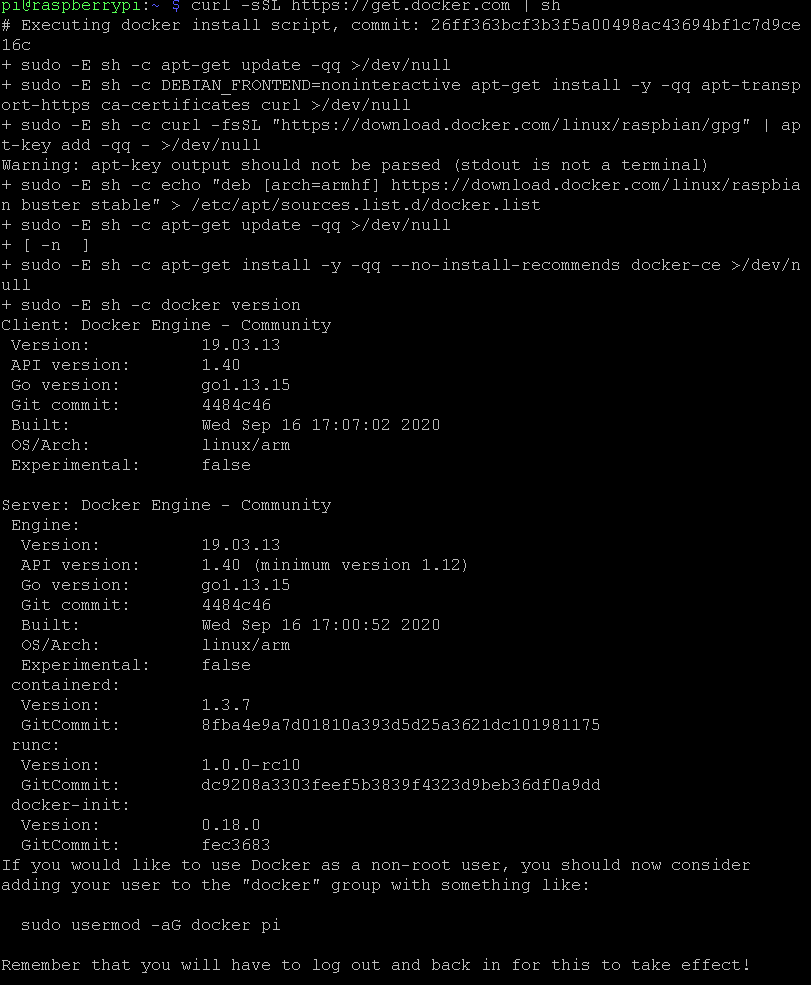 pi@raspberrypi:~ $ curl -sSL https://get.docker.com | sh
# Executing docker install script, commit: 26ff363bcf3b3f5a00498ac43694bf1c7d9ce
16c
+ sudo -E sh -c apt-get update -qq >/dev/null
+ sudo -E sh -c DEBIAN_FRONTEND=noninteractive apt-get install -y -qq apt-transp
ort-https ca-certificates curl >/dev/null
+ sudo -E sh -c curl -fsSL "https://download.docker.com/linux/raspbian/gpg" | ap
t-key add -qq - >/dev/null
Warning: apt-key output should not be parsed (stdout is not a terminal)
+ sudo -E sh -c echo "deb [arch=armhf] https://download.docker.com/linux/raspbia
n buster stable" > /etc/apt/sources.list.d/docker.list
+ sudo -E sh -c apt-get update -qq >/dev/null
+ [ -n  ]
+ sudo -E sh -c apt-get install -y -qq --no-install-recommends docker-ce >/dev/n
ull
+ sudo -E sh -c docker version
Client: Docker Engine - Community
 Version:           19.03.13
 API version:       1.40
 Go version:        go1.13.15
 Git commit:        4484c46
 Built:             Wed Sep 16 17:07:02 2020
 OS/Arch:           linux/arm
 Experimental:      false

Server: Docker Engine - Community
 Engine:
  Version:          19.03.13
  API version:      1.40 (minimum version 1.12)
  Go version:       go1.13.15
  Git commit:       4484c46
  Built:            Wed Sep 16 17:00:52 2020
  OS/Arch:          linux/arm
  Experimental:     false
 containerd:
  Version:          1.3.7
  GitCommit:        8fba4e9a7d01810a393d5d25a3621dc101981175
 runc:
  Version:          1.0.0-rc10
  GitCommit:        dc9208a3303feef5b3839f4323d9beb36df0a9dd
 docker-init:
  Version:          0.18.0
  GitCommit:        fec3683
If you would like to use Docker as a non-root user, you should now consider
adding your user to the "docker" group with something like:

  sudo usermod -aG docker pi

Remember that you will have to log out and back in for this to take effect!